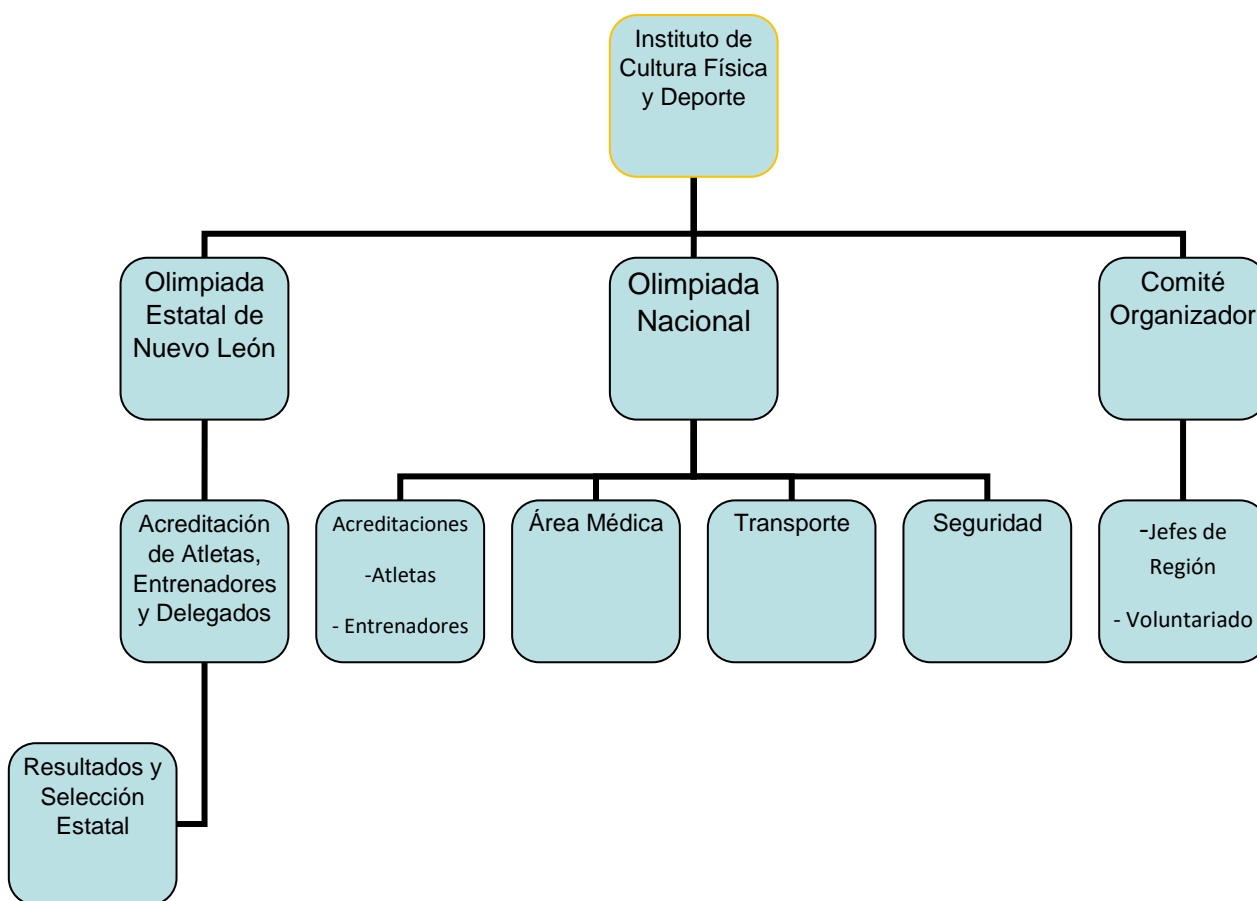 Instituto de
Cultura Física
y Deporte
Olimpiada
Estatal de
Nuevo León
Olimpiada
Nacional
Comité
Organizador
Acreditación
de Atletas,
Entrenadores
y Delegados
Acreditaciones
-Atletas
- Entrenadores
Área Médica
Transporte
Seguridad
-Jefes de
Región
- Voluntariado
Resultados y
Selección
Estatal